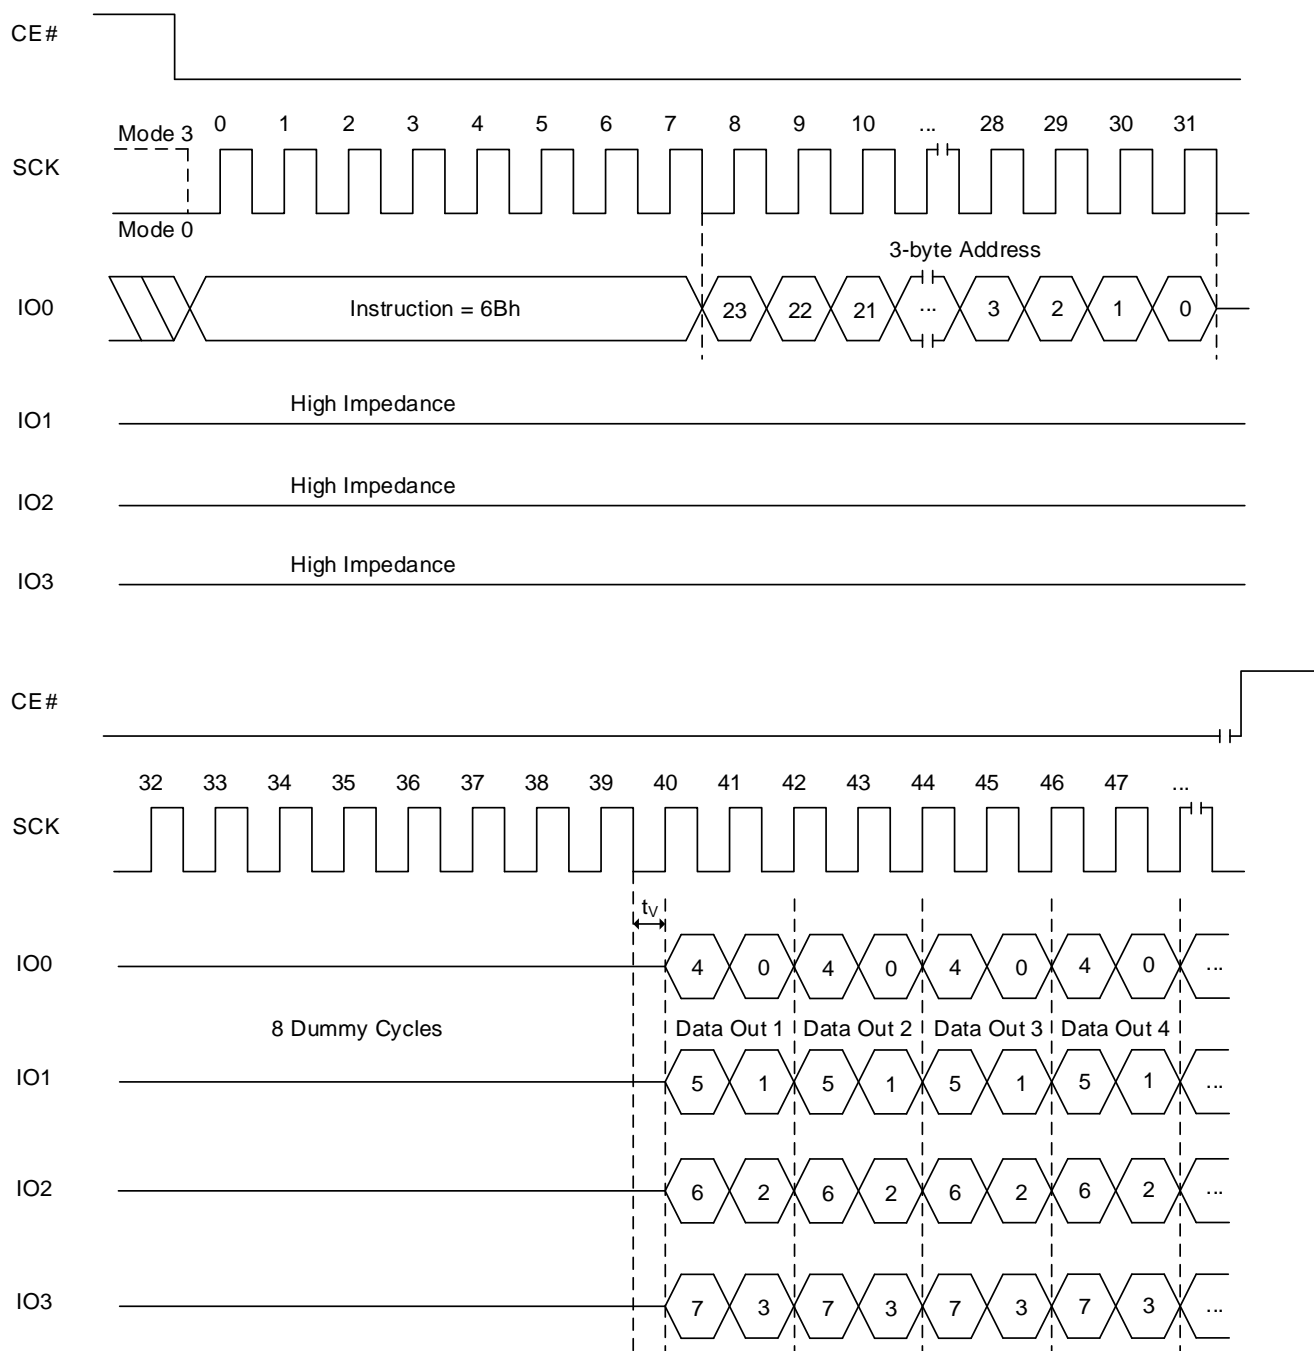 CE#
Mode 3 0 1 2 3 4 5 6 7 8 9 10 ... 28 29 30 31
SCK
Mode 0
3-byte Address
IO0 Instruction = 6Bh 23 22 21 ... 3 2 1 0
High Impedance
IO1
High Impedance
IO2
High Impedance
IO3
CE#
32 33 34 35 36 37 38 39 40 41 42 43 44 45 46 47 ...
SCK
tV
IO0 4 0 4 0 4 0 4 0 ...
8 Dummy Cycles Data Out 1 Data Out 2 Data Out 3 Data Out 4
IO1 5 1 5 1 5 1 5 1 ...
IO2 6 2 6 2 6 2 6 2 ...
IO3 7 3 7 3 7 3 7 3 ...